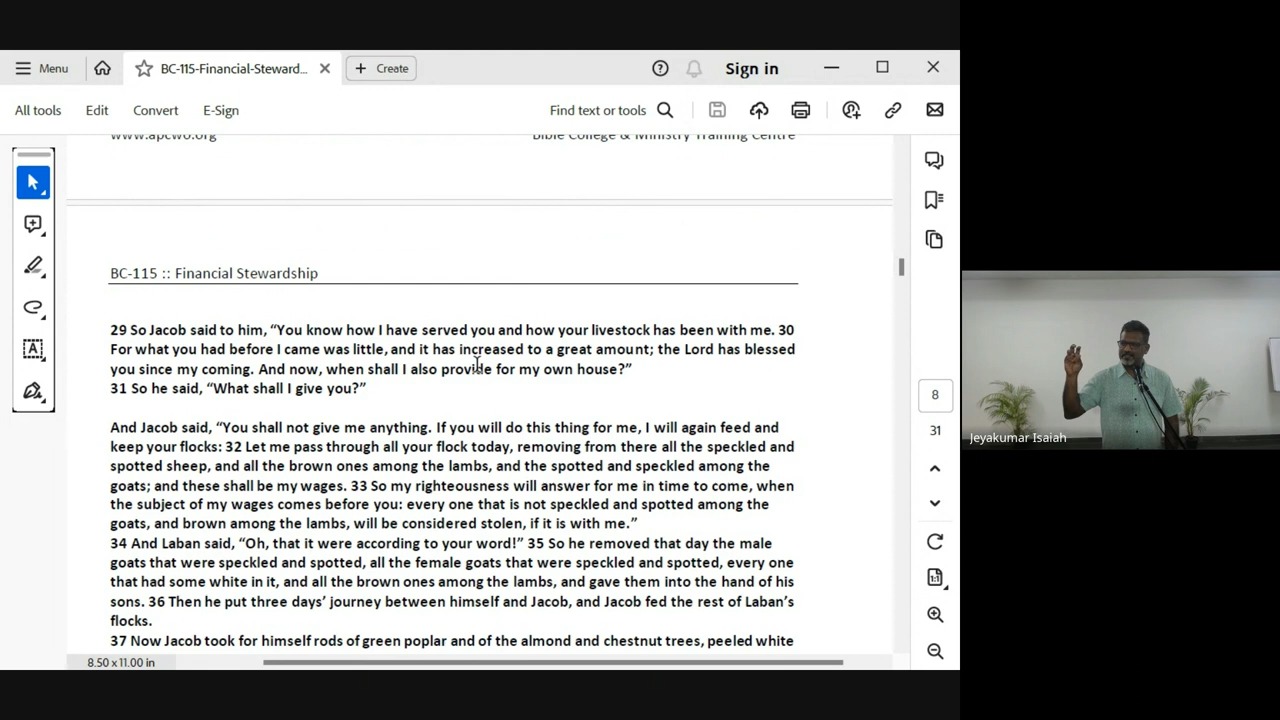 Menu
BC-115-Financial-Steward...
Create
Sign in
All tools
Edit
Convert
E-Sign
Find text or tools
www.apcwo.org
Bible College & Ministry Training Centre
BC-115 :: Financial Stewardship
29 So Jacob said to him, “You know how I have served you and how your livestock has been with me. 30
For what you had before I came was little, and it has increased to a great amount; the Lord has blessed
you since my coming. And now, when shall I also provide for my own house?”
31 So he said, “What shall I give you?”
And Jacob said, “You shall not give me anything. If you will do this thing for me, I will again feed and
keep your flocks: 32 Let me pass through all your flock today, removing from there all the speckled and
spotted sheep, and all the brown ones among the lambs, and the spotted and speckled among the
goats; and these shall be my wages. 33 So my righteousness will answer for me in time to come, when
the subject of my wages comes before you: every one that is not speckled and spotted among the
goats, and brown among the lambs, will be considered stolen, if it is with me.”
34 And Laban said, “Oh, that it were according to your word!” 35 So he removed that day the male
goats that were speckled and spotted, all the female goats that were speckled and spotted, every one
that had some white in it, and all the brown ones among the lambs, and gave them into the hand of his
sons. 36 Then he put three days’ journey between himself and Jacob, and Jacob fed the rest of Laban’s
flocks.
37 Now Jacob took for himself rods of green poplar and of the almond and chestnut trees, peeled white
8
31
8.50 x 11.00 in
Jeyakumar Isaiah